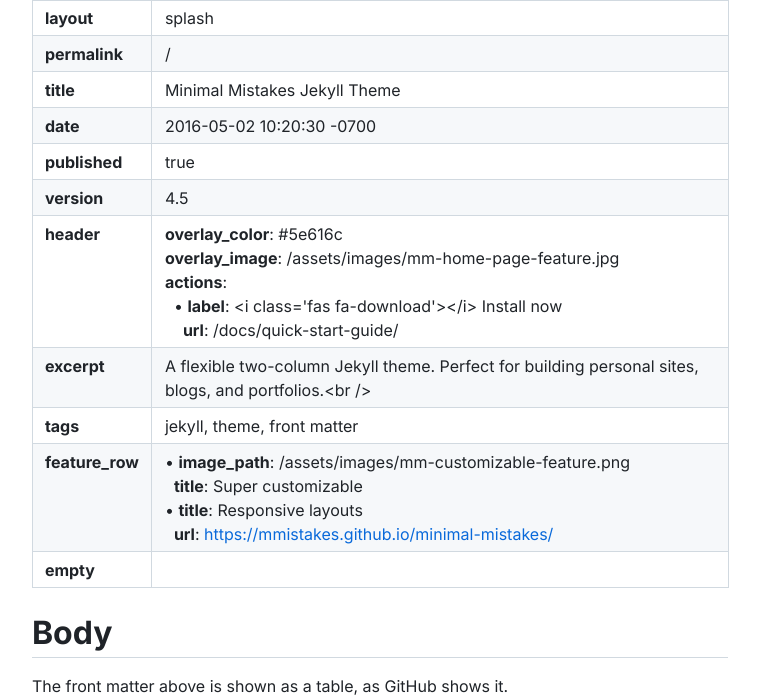 layout splash
permalink /
title Minimal Mistakes Jekyll Theme
date 2016-05-02 10:20:30 -0700
published true
version 4.5
header overlay_color: #5e616c
overlay_image: /assets/images/mm-home-page-feature.jpg
actions:
• label: <i class='fas fa-download'></i> Install now
url: /docs/quick-start-guide/
excerpt A flexible two-column Jekyll theme. Perfect for building personal sites,
blogs, and portfolios.<br />
tags jekyll, theme, front matter
feature_row • image_path: /assets/images/mm-customizable-feature.png
title: Super customizable
• title: Responsive layouts
url: https://mmistakes.github.io/minimal-mistakes/
empty
Body
The front matter above is shown as a table, as GitHub shows it.